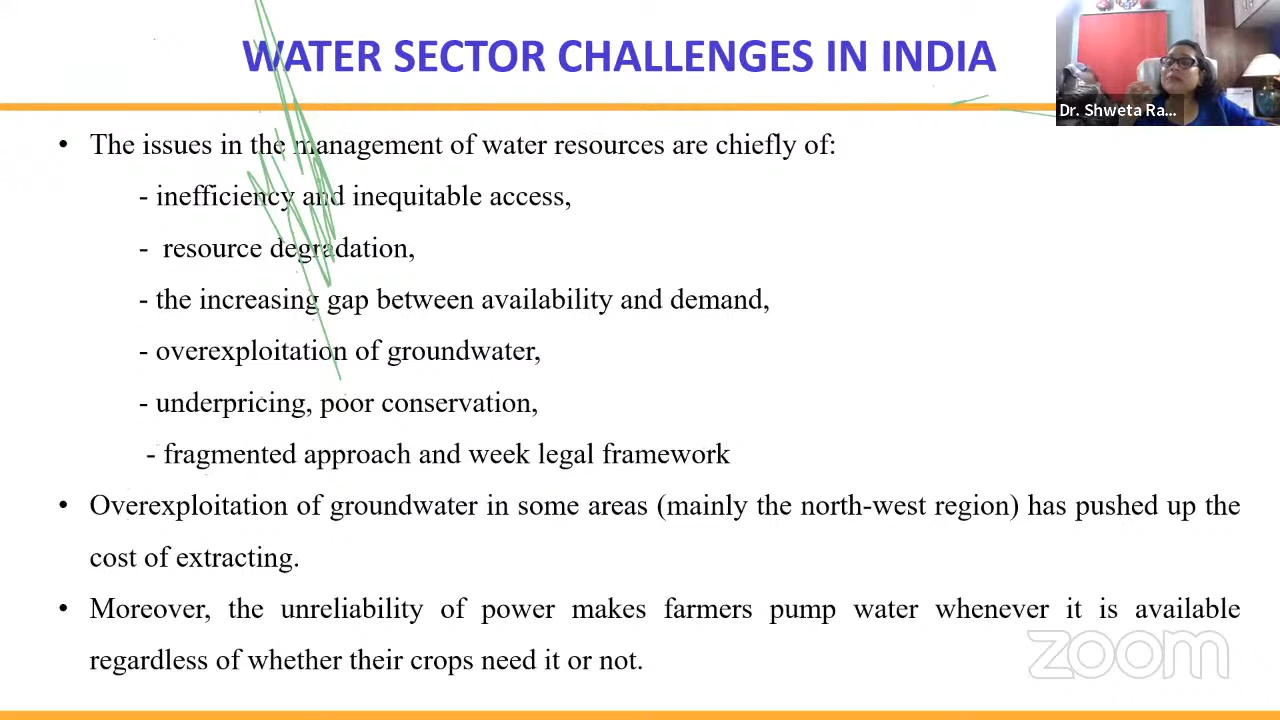 WATER SECTOR CHALLENGES IN INDIA
Dr. Shweta Ra...
• The issues in the management of water resources are chiefly of:
- inefficiency and inequitable access,
- resource degradation,
- the increasing gap between availability and demand,
- overexploitation of groundwater,
- underpricing, poor conservation,
- fragmented approach and week legal framework
• Overexploitation of groundwater in some areas (mainly the north-west region) has pushed up the
cost of extracting.
• Moreover, the unreliability of power makes farmers pump water whenever it is available
regardless of whether their crops need it or not.
zoom